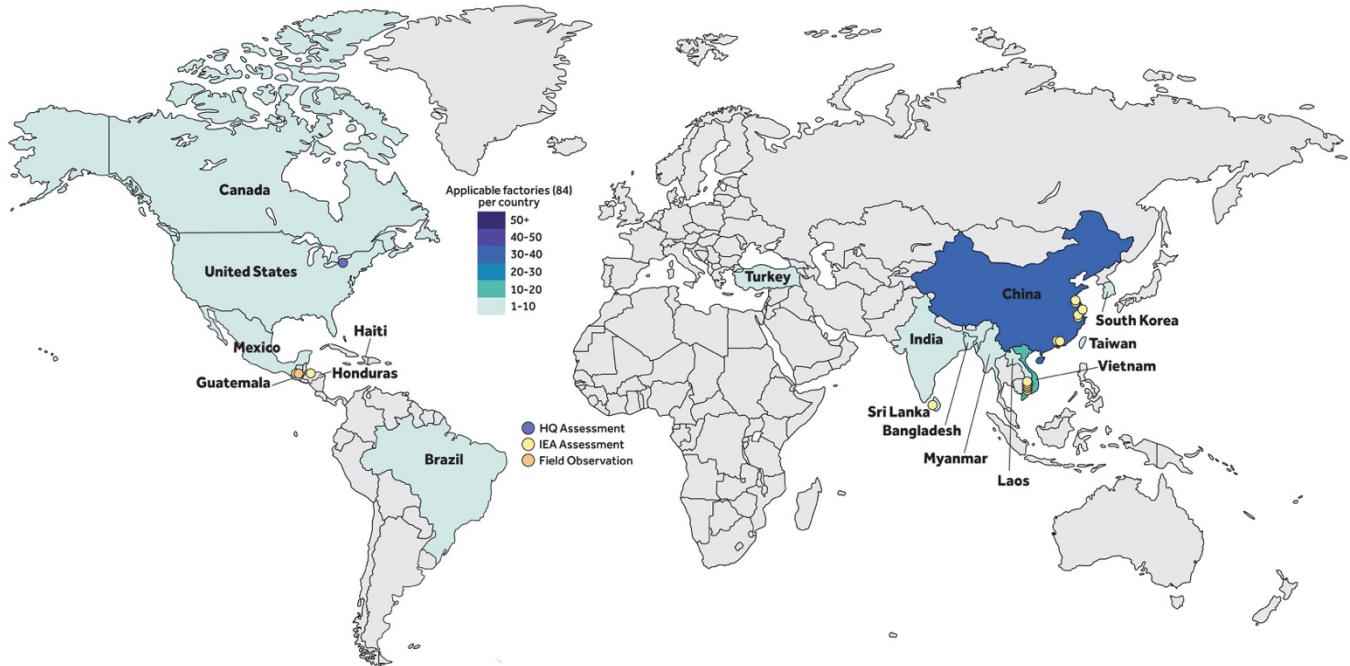 Canada
United States
Mexico
Haiti
Guatemala
Honduras
Brazil
Applicable factories (84)
per country
50+
40-50
30-40
20-30
10-20
1-10
HQ Assessment
IEA Assessment
Field Observation
Turkey
China
India
South Korea
Taiwan
Vietnam
Sri Lanka
Bangladesh
Myanmar
Laos